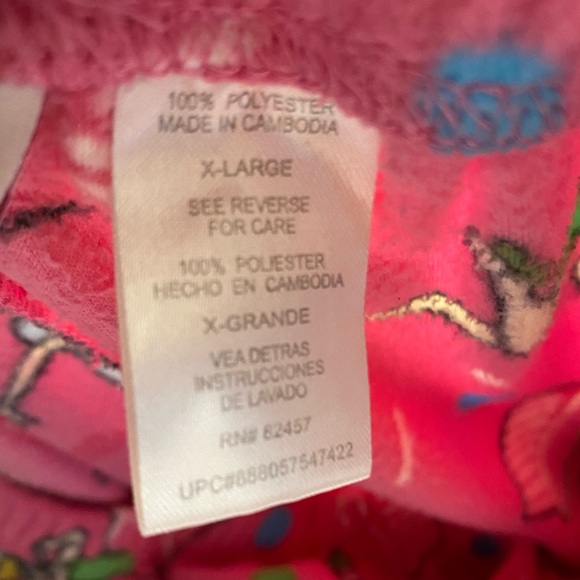 100% POLYESTER
MADE IN CAMBODIA
X-LARGE
SEE REVERSE
FOR CARE
100% POLIESTER
HECHO EN CAMBODIA
X-GRANDE
VEA DETRAS
INSTRUCCIONES
DE LAVADO
RN# 62457
UPC#888057547422